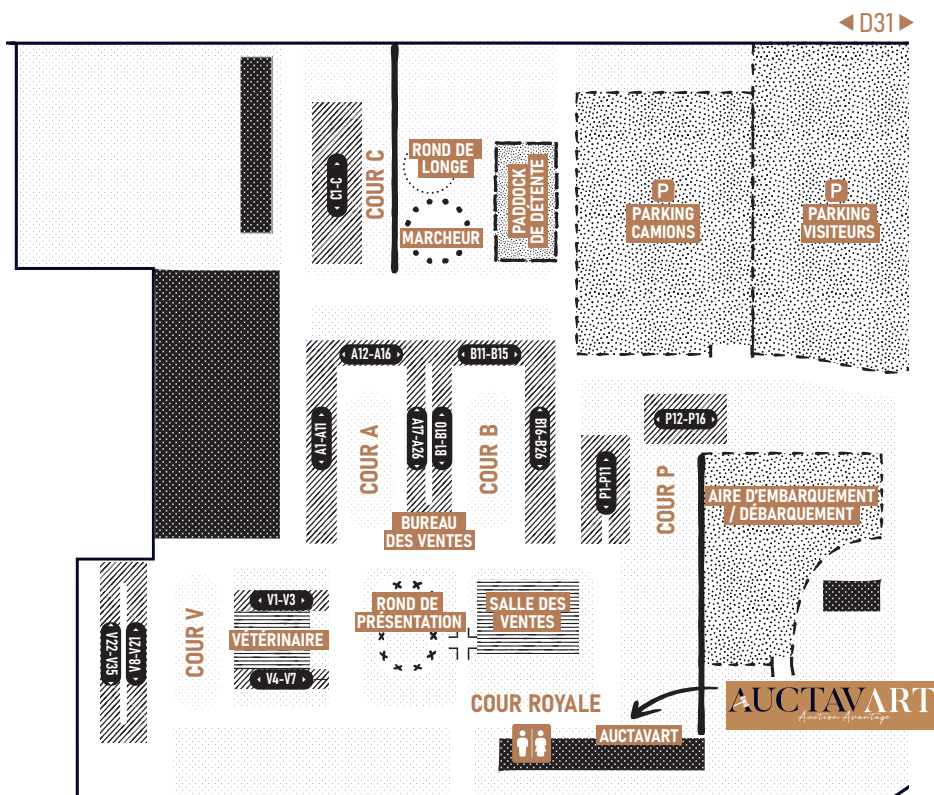 D31
ROND DE
LONGE
C1-C
COUR C
MARCHEUR
PADDOCK
DE DÉTENTE
P
PARKING
CAMIONS
P
PARKING
VISITEURS
A12-A16
B11-B15
A1-A11
COUR A
A17-A26
B1-B10
COUR B
B16-B26
P12-P16
P1-P11
COUR P
AIRE D'EMBARQUEMENT
/ DÉBARQUEMENT
BUREAU
DES VENTES
V22-V35
V8-V21
COUR V
V1-V3
VÉTÉRINAIRE
V4-V7
ROND DE
PRÉSENTATION
SALLE DES
VENTES
COUR ROYALE
AUCTAVART
AUCTAVART
Auction Avantage